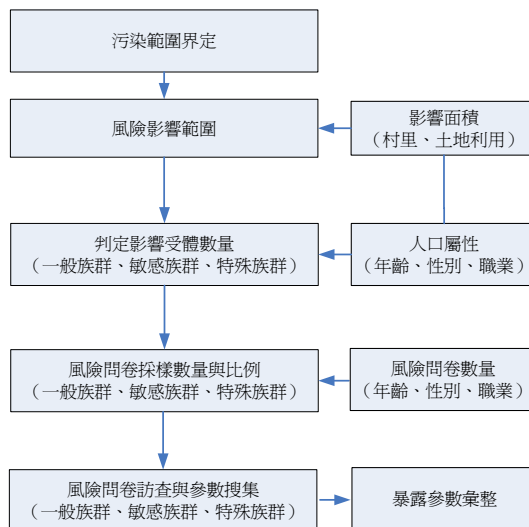 污染範圍界定
風險影響範圍
影響面積
（村里、土地利用）
判定影響受體數量
（一般族群、敏感族群、特殊族群）
人口屬性
（年齡、性別、職業）
風險問卷採樣數量與比例
（一般族群、敏感族群、特殊族群）
風險問卷數量
（年齡、性別、職業）
風險問卷訪查與參數搜集
（一般族群、敏感族群、特殊族群）
暴露參數彙整